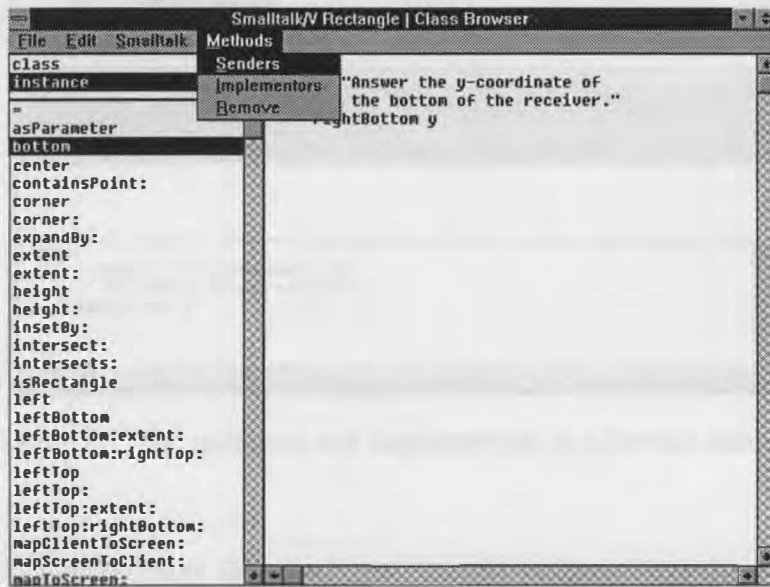 Smalltalk/V Rectangle | Class Browser
File Edit Smalltalk Methods
Senders
Implementors
Remove
class
instance
=
asParameter
bottom
center
containsPoint:
corner
corner:
expandBy:
extent
extent:
height
height:
insetBy:
intersect:
intersects:
isRectangle
left
leftBottom
leftBottom:extent:
leftBottom:rightTop:
leftTop
leftTop:
leftTop:extent:
leftTop:rightBottom:
mapClientToScreen:
mapScreenToClient:
mapToScreen:
"Answer the y-coordinate of
the bottom of the receiver."
rightBottom y